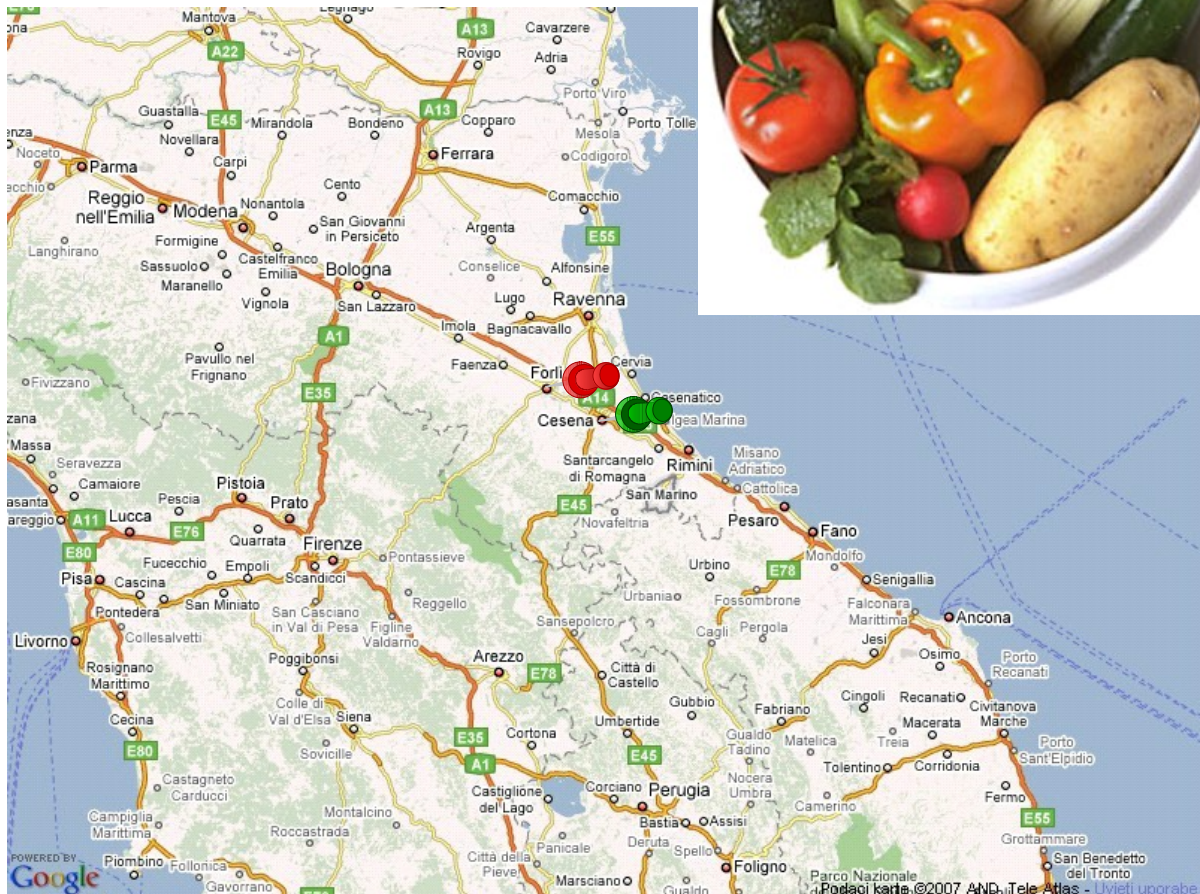 Mantova
Legnago
A13
Cavarzere
A22
Rovigo
Adria
Porto Viro
Guastalla
E45
Mirandola
Bondeno
A13
Copparo
Porto Tolle
Novellara
Mesola
Noceto
Parma
Carpi
Ferrara
Codigoro
Reggio
nell'Emilia
Modena
Nonantola
Cento
Comacchio
San Giovanni
in Persiceto
Argenta
E55
Langhirano
Formigine
Castelfranco
Emilia
Sassuolo
Maranello
Bologna
Conselice
Alfonsine
Vignola
San Lazzaro
Lugo
Ravenna
Imola
Bagnacavallo
A1
Pavullo nel
Frignano
Faenza
Cervia
Fivizzano
Forlì
E35
A14
Cesenatico
Cesena
Igea Marina
Massa
Seravezza
Camaiore
Santarcangelo
di Romagna
Rimini
Misano
Adriatico
Pistoia
Pescia
Prato
San Marino
Cattolica
A11
Lucca
E76
E45
Novafeltria
Pesaro
Fano
Quarrata
Firenze
E80
Fucecchio
Empoli
Pontassieve
Mondolfo
Pisa
Cascina
Scandicci
Urbino
E78
Senigallia
San Miniato
Pontedera
Reggello
Urbania
Fossombrone
Falconara
Marittima
San Casciano
in Val di Pesa
Figline
Valdarno
Sansepolcro
Ancona
Livorno
Collesalvetti
Cagli
Pergola
Jesi
Osimo
Rosignano
Marittimo
Poggibonsi
Arezzo
E78
Città di
Castello
Porto
Recanati
Colle di
Val d'Elsa
Siena
Gubbio
Cingoli
Recanati
Fabriano
Civitanova
Marche
Cecina
Umbertide
Macerata
E80
Sovicille
E35
Cortona
E45
Gualdo
Tadino
Matelica
Treia
Porto
Sant'Elpidio
A1
Tolentino
Corridonia
Castagneto
Carducci
Castiglione
del Lago
Corciano
Perugia
Nocera
Umbra
Camerino
Fermo
Campiglia
Marittima
Montalcino
Bastia
Assisi
E55
Roccastrada
Panicale
Deruta
Spello
Grottammare
Piombino
Follonica
Città della
Pieve
Foligno
San Benedetto
del Tronto
Gavorrano
Marsciano
Gualdo
Parco Nazionale
POWERED BY
Google
Podaci karte ©2007 AND, Tele Atlas - Uvjeti uporabe